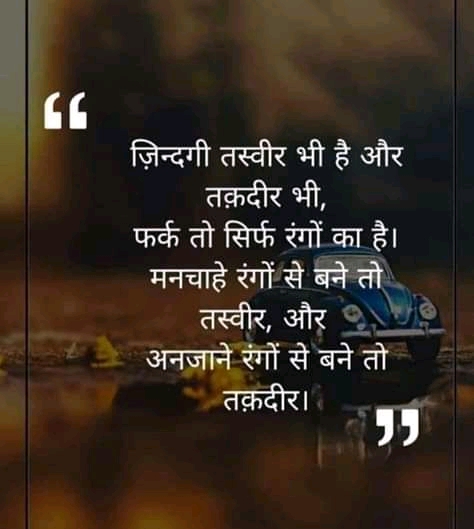 “
ज़िन्दगी तस्वीर भी है और
तक़दीर भी,
फर्क तो सिर्फ रंगों का है।
मनचाहे रंगों से बने तो
तस्वीर, और
अनजाने रंगों से बने तो
तक़दीर।
”